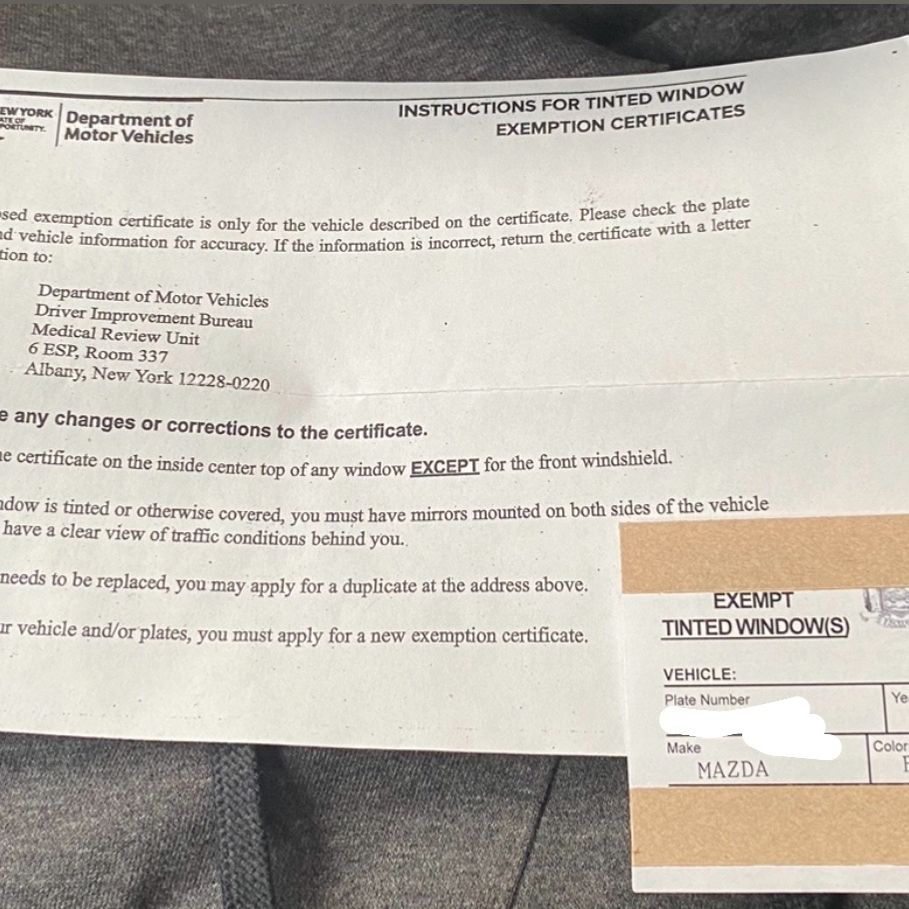 EW YORK
ATE OF
PORTUNITY.
Department of
Motor Vehicles
INSTRUCTIONS FOR TINTED WINDOW
EXEMPTION CERTIFICATES
sed exemption certificate is only for the vehicle described on the certificate. Please check the plate
nd vehicle information for accuracy. If the information is incorrect, return the certificate with a letter
tion to:
Department of Motor Vehicles
Driver Improvement Bureau
Medical Review Unit
6 ESP, Room 337
Albany, New York 12228-0220
e any changes or corrections to the certificate.
he certificate on the inside center top of any window EXCEPT for the front windshield.
ndow is tinted or otherwise covered, you must have mirrors mounted on both sides of the vehicle
have a clear view of traffic conditions behind you.
needs to be replaced, you may apply for a duplicate at the address above.
ur vehicle and/or plates, you must apply for a new exemption certificate.
EXEMPT
TINTED WINDOW(S)
VEHICLE:
Plate Number
Ye
Make
Color
MAZDA